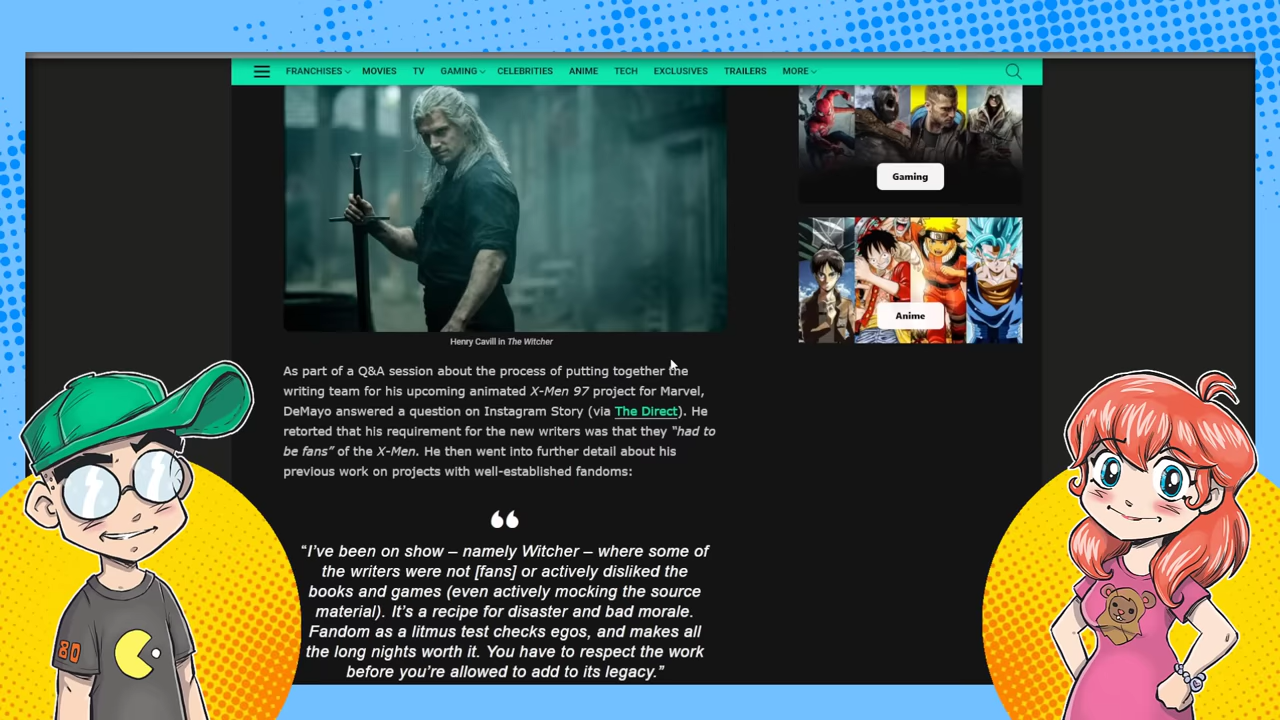 FRANCHISES MOVIES TV GAMING CELEBRITIES ANIME TECH EXCLUSIVES TRAILERS MORE
Gaming
Anime
Henry Cavill in The Witcher
As part of a Q&A session about the process of putting together the
writing team for his upcoming animated X-Men 97 project for Marvel,
DeMayo answered a question on Instagram Story (via The Direct). He
retorted that his requirement for the new writers was that they “had to
be fans” of the X-Men. He then went into further detail about his
previous work on projects with well-established fandoms:
“I’ve been on show – namely Witcher – where some of
the writers were not [fans] or actively disliked the
books and games (even actively mocking the source
material). It’s a recipe for disaster and bad morale.
Fandom as a litmus test checks egos, and makes all
the long nights worth it. You have to respect the work
before you’re allowed to add to its legacy.”
80